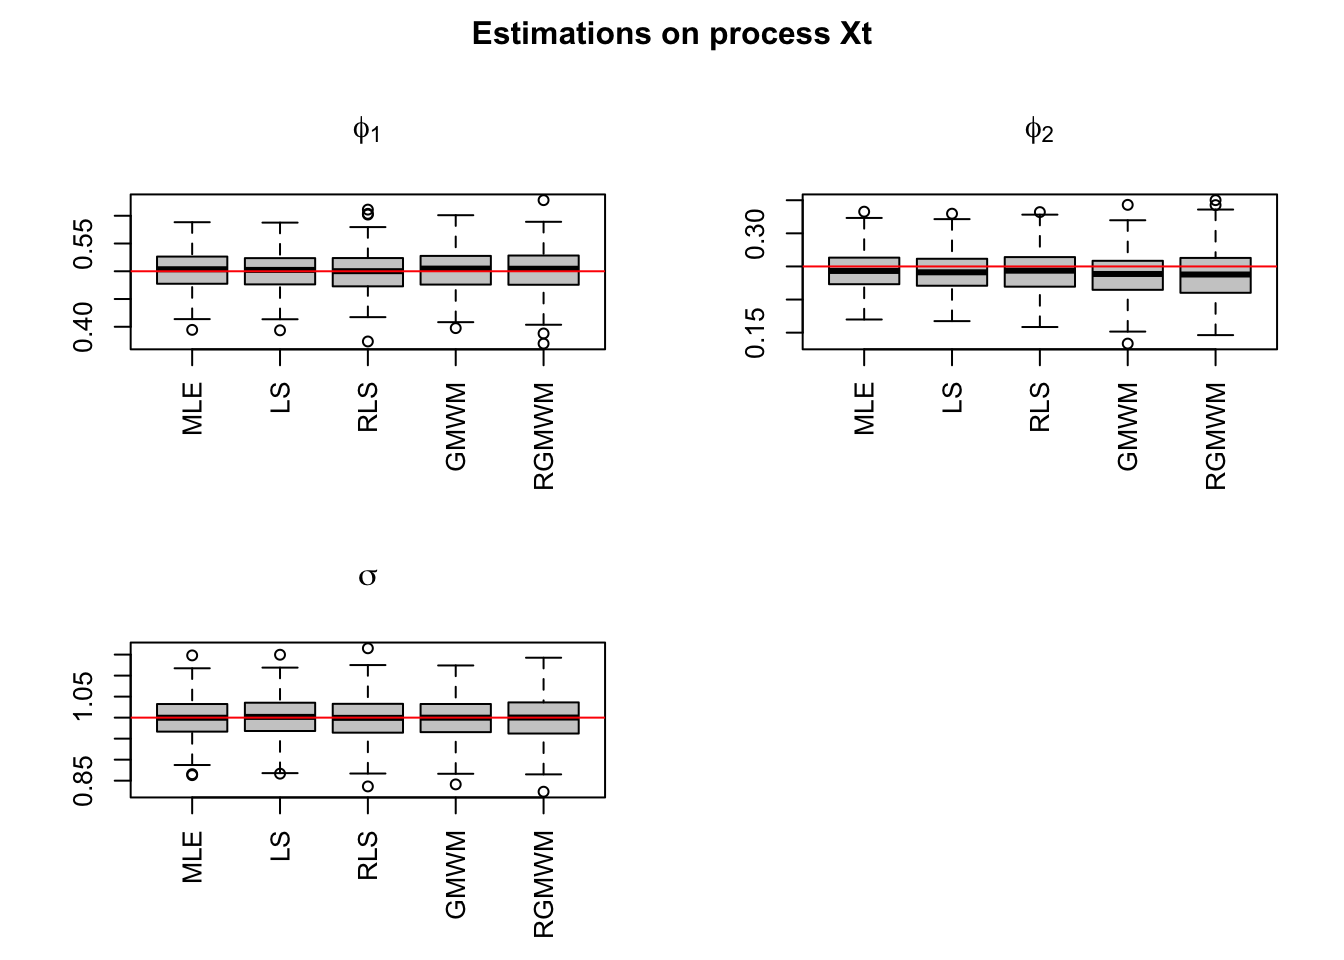 Estimations on process Xt
ϕ1
0.40 0.55
MLE LS RLS GMWM RGMWM
ϕ2
0.15 0.30
MLE LS RLS GMWM RGMWM
σ
0.85 1.05
MLE LS RLS GMWM RGMWM